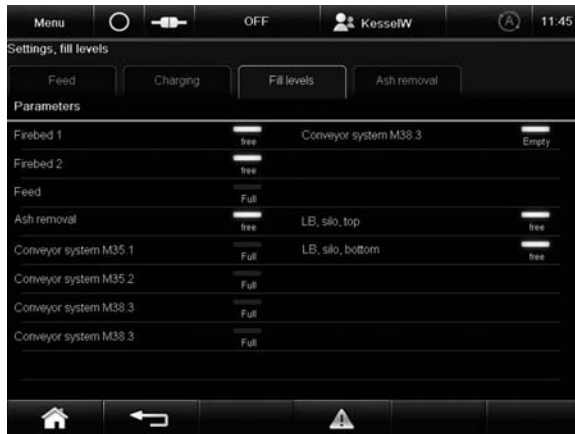 Menu OFF KesselW A 11:45
Settings, fill levels
Feed Charging Fill levels Ash removal
Parameters
Firebed 1 free Conveyor system M38.3 Empty
Firebed 2 free
Feed Full
Ash removal free LB, silo, top free
Conveyor system M35.1 Full LB, silo, bottom free
Conveyor system M35.2 Full
Conveyor system M38.3 Full
Conveyor system M38.3 Full